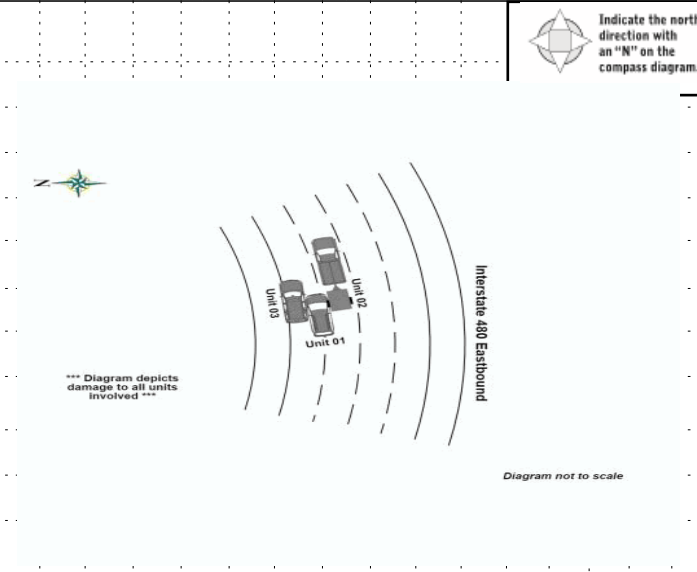 Indicate the north
direction with
an "N" on the
compass diagram.
N
Unit 02
Unit 03
Unit 01
Interstate 480 Eastbound
*** Diagram depicts
damage to all units
involved ***
Diagram not to scale